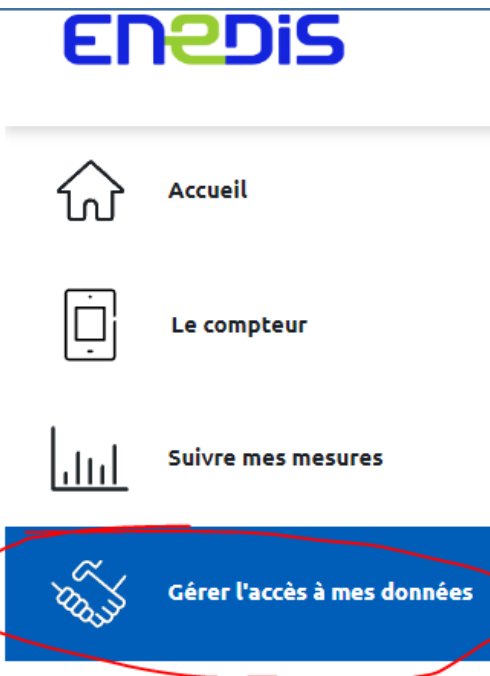 ENEDIS
Accueil
Le compteur
Suivre mes mesures
Gérer l'accès à mes données